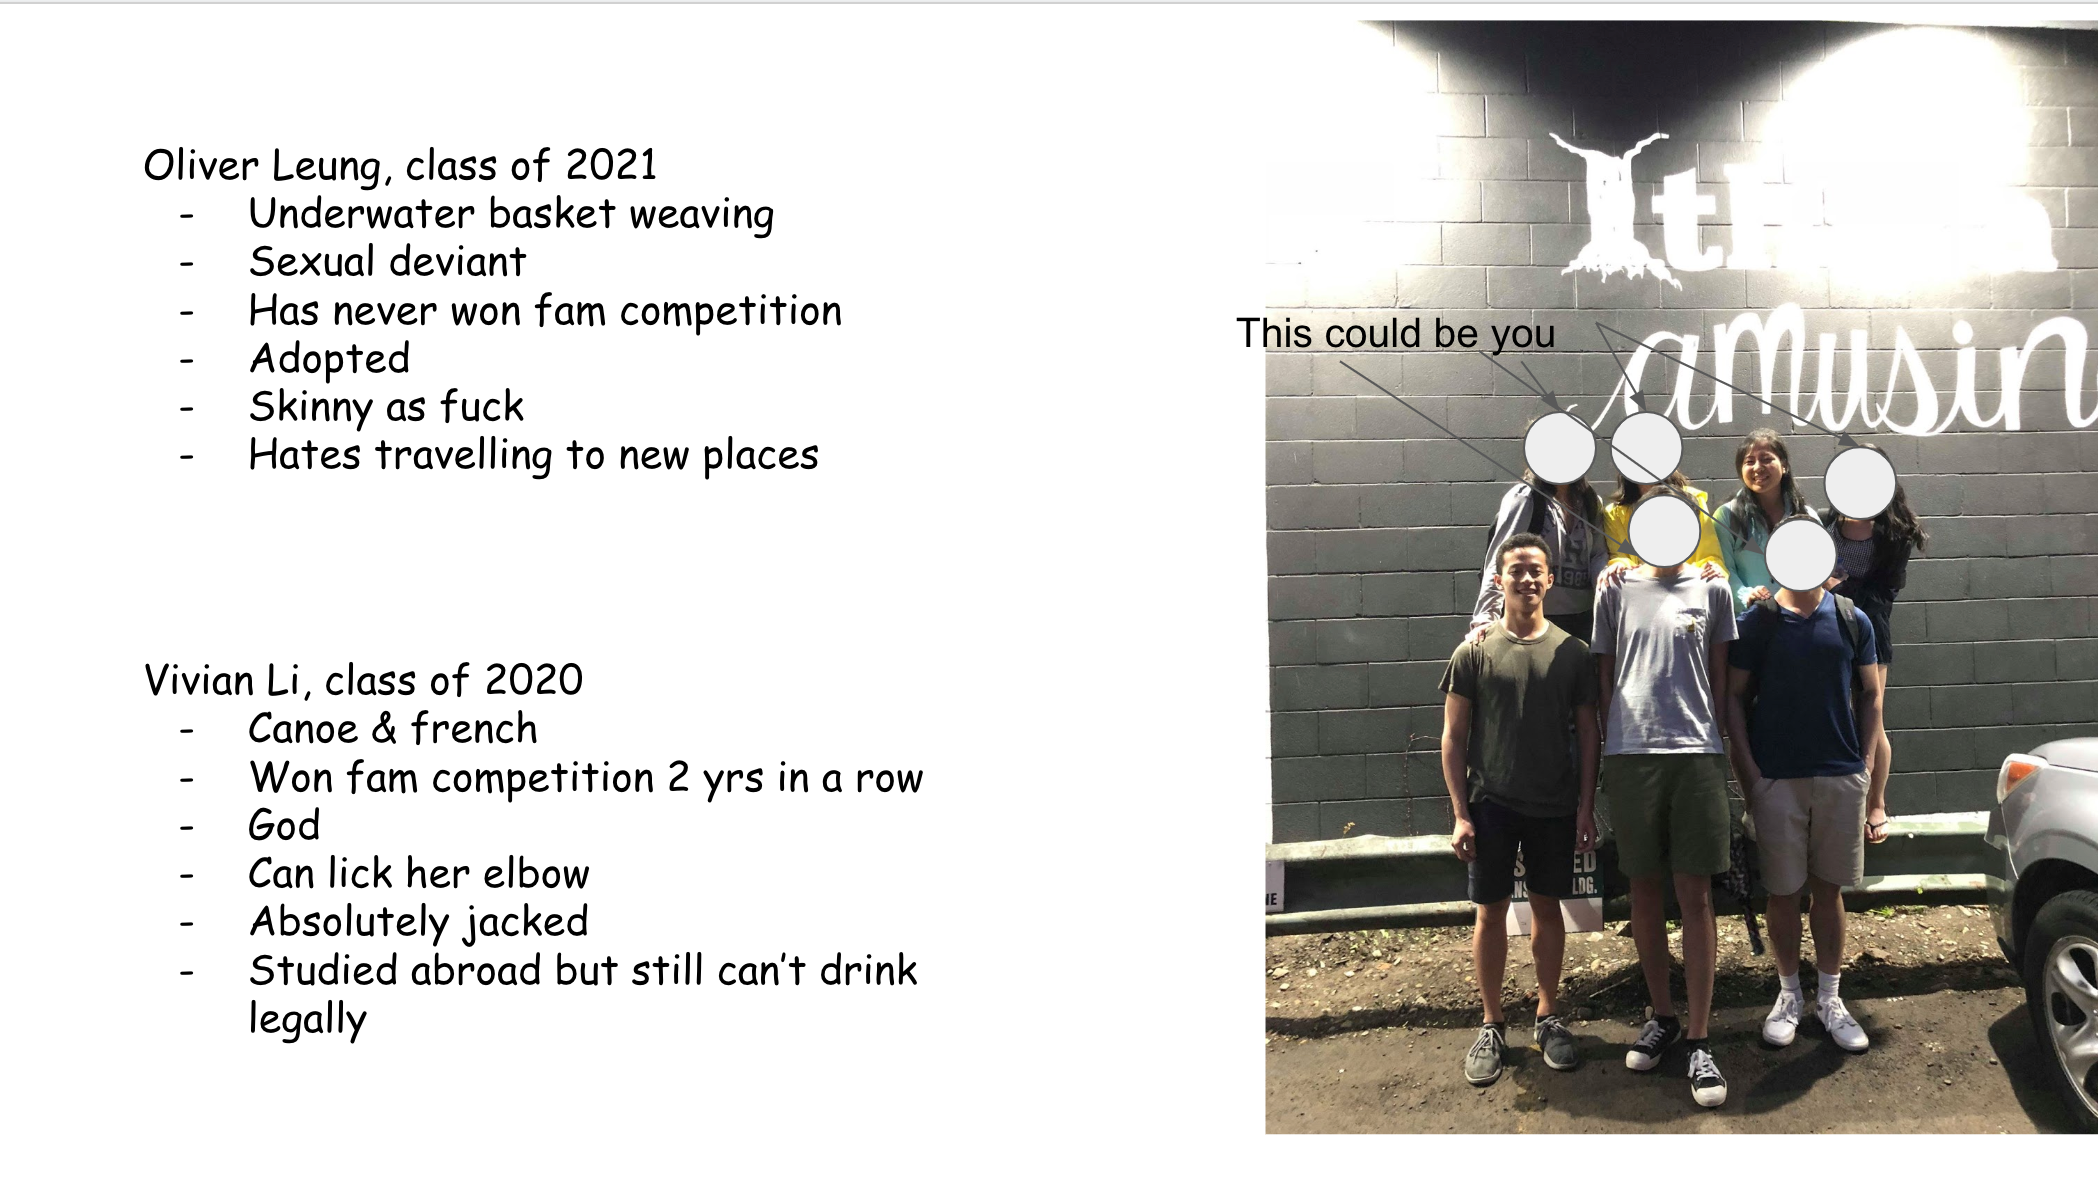 Oliver Leung, class of 2021
- Underwater basket weaving
- Sexual deviant
- Has never won fam competition
- Adopted
- Skinny as fuck
- Hates travelling to new places
Vivian Li, class of 2020
- Canoe & french
- Won fam competition 2 yrs in a row
- God
- Can lick her elbow
- Absolutely jacked
- Studied abroad but still can't drink
legally
This could be you
amusin
ED
LDG.